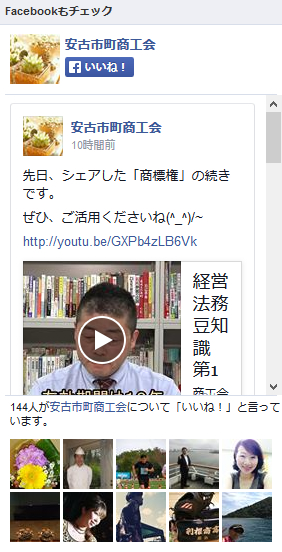 Facebookもチェック
安古市町商工会
いいね！
安古市町商工会
10時間前
先日、シェアした「商標権」の続き
です。
ぜひ、ご活用くださいね(^_^)/~
http://youtu.be/GXPb4zLB6Vk
経営
法務
豆知
識
第1
商工会
144人が安古市町商工会について「いいね！」と言って
います。